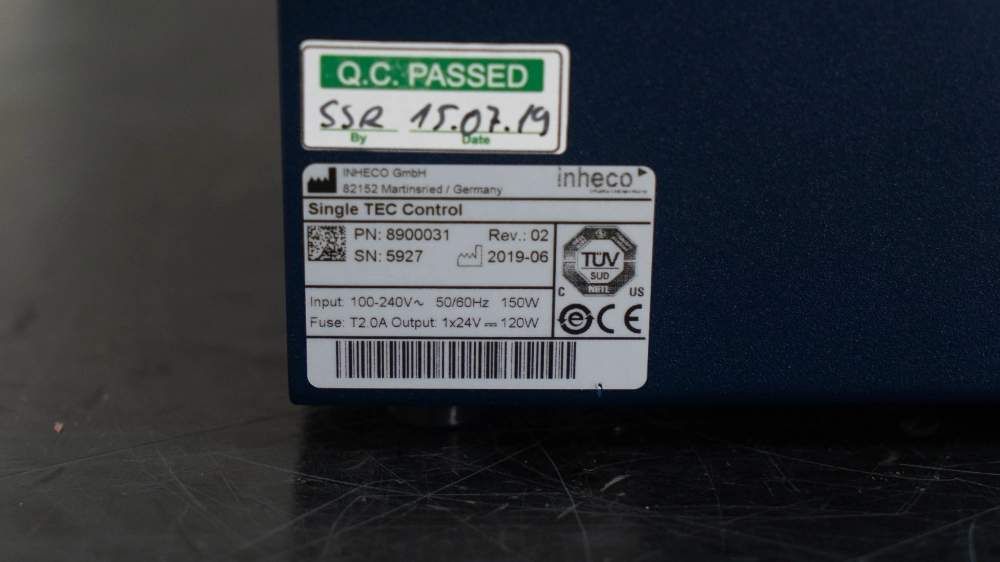 Q.C. PASSED
SSR 15.07.19
By Date
INHECO GmbH
82152 Martinsried / Germany
inheco
Single TEC Control
PN: 8900031 Rev.: 02
SN: 5927 2019-06
TÜV
SÜD
NRTL
C US
Input: 100-240V~ 50/60Hz 150W
Fuse: T2.0A Output: 1x24V⎓120W
e CE